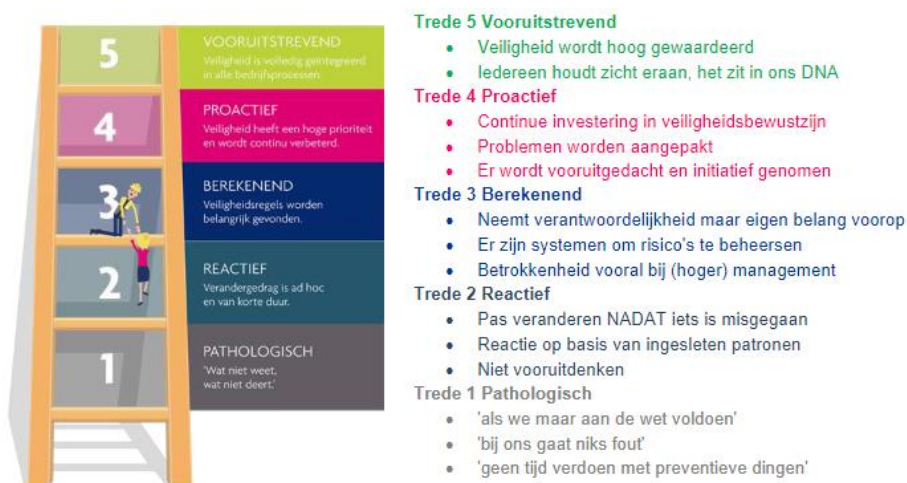 5
VOORUITSTREVEND
Veiligheid is volledig geïntegreerd
in alle bedrijfsprocessen
4
PROACTIEF
Veiligheid heeft een hoge prioriteit
en wordt continu verbeterd.
3
BEREKENEND
Veiligheidsregels worden
belangrijk gevonden.
2
REACTIEF
Verandergedrag is ad hoc
en van korte duur.
1
PATHOLOGISCH
'Wat niet weet,
wat niet deert.'
Trede 5 Vooruitstrevend
• Veiligheid wordt hoog gewaardeerd
• Iedereen houdt zicht eraan, het zit in ons DNA
Trede 4 Proactief
• Continue investering in veiligheidsbewustzijn
• Problemen worden aangepakt
• Er wordt vooruitgedacht en initiatief genomen
Trede 3 Berekenend
• Neemt verantwoordelijkheid maar eigen belang voorop
• Er zijn systemen om risico's te beheersen
• Betrokkenheid vooral bij (hoger) management
Trede 2 Reactief
• Pas veranderen NADAT iets is misgegaan
• Reactie op basis van ingesleten patronen
• Niet vooruitdenken
Trede 1 Pathologisch
• 'als we maar aan de wet voldoen'
• 'bij ons gaat niks fout'
• 'geen tijd verdoen met preventieve dingen'